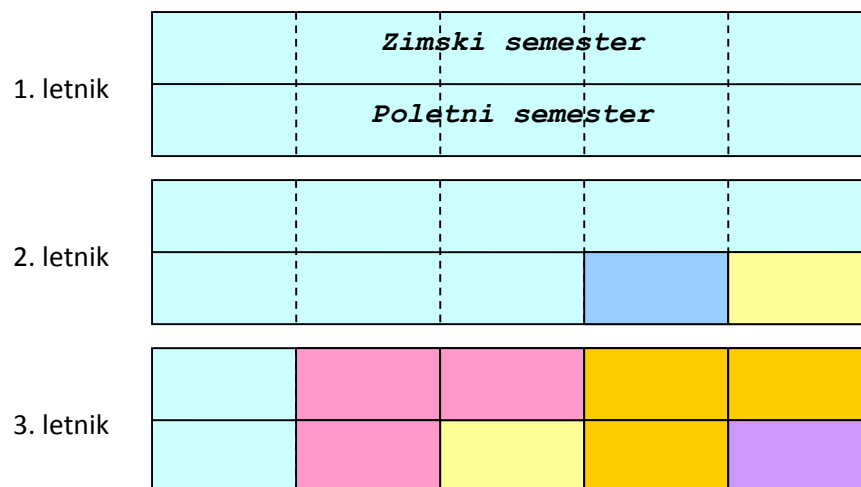 Zimski semester
1. letnik
Poletni semester
2. letnik
3. letnik